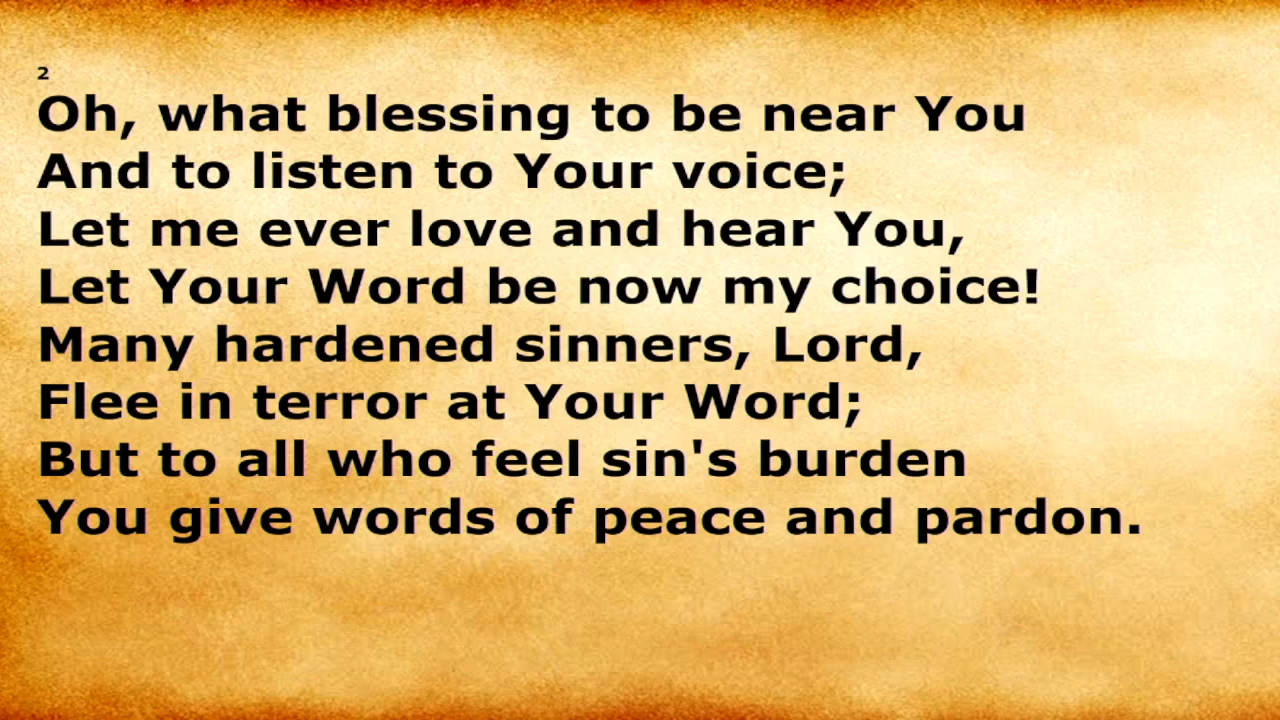 2
Oh, what blessing to be near You
And to listen to Your voice;
Let me ever love and hear You,
Let Your Word be now my choice!
Many hardened sinners, Lord,
Flee in terror at Your Word;
But to all who feel sin's burden
You give words of peace and pardon.